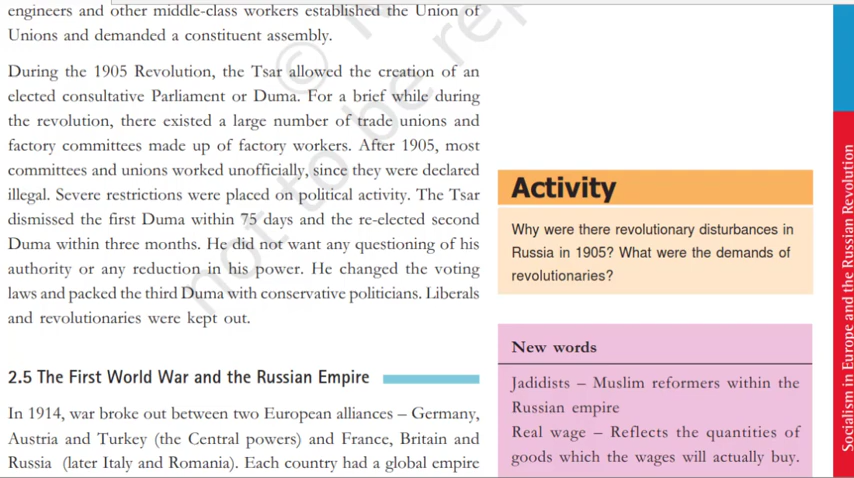 engineers and other middle-class workers established the Union of
Unions and demanded a constituent assembly.
During the 1905 Revolution, the Tsar allowed the creation of an
elected consultative Parliament or Duma. For a brief while during
the revolution, there existed a large number of trade unions and
factory committees made up of factory workers. After 1905, most
committees and unions worked unofficially, since they were declared
illegal. Severe restrictions were placed on political activity. The Tsar
dismissed the first Duma within 75 days and the re-elected second
Duma within three months. He did not want any questioning of his
authority or any reduction in his power. He changed the voting
laws and packed the third Duma with conservative politicians. Liberals
and revolutionaries were kept out.
2.5 The First World War and the Russian Empire
In 1914, war broke out between two European alliances – Germany,
Austria and Turkey (the Central powers) and France, Britain and
Russia (later Italy and Romania). Each country had a global empire
Activity
Why were there revolutionary disturbances in
Russia in 1905? What were the demands of
revolutionaries?
New words
Jadidists – Muslim reformers within the
Russian empire
Real wage – Reflects the quantities of
goods which the wages will actually buy.
Socialism in Europe and the Russian Revolution
©
not to be rep